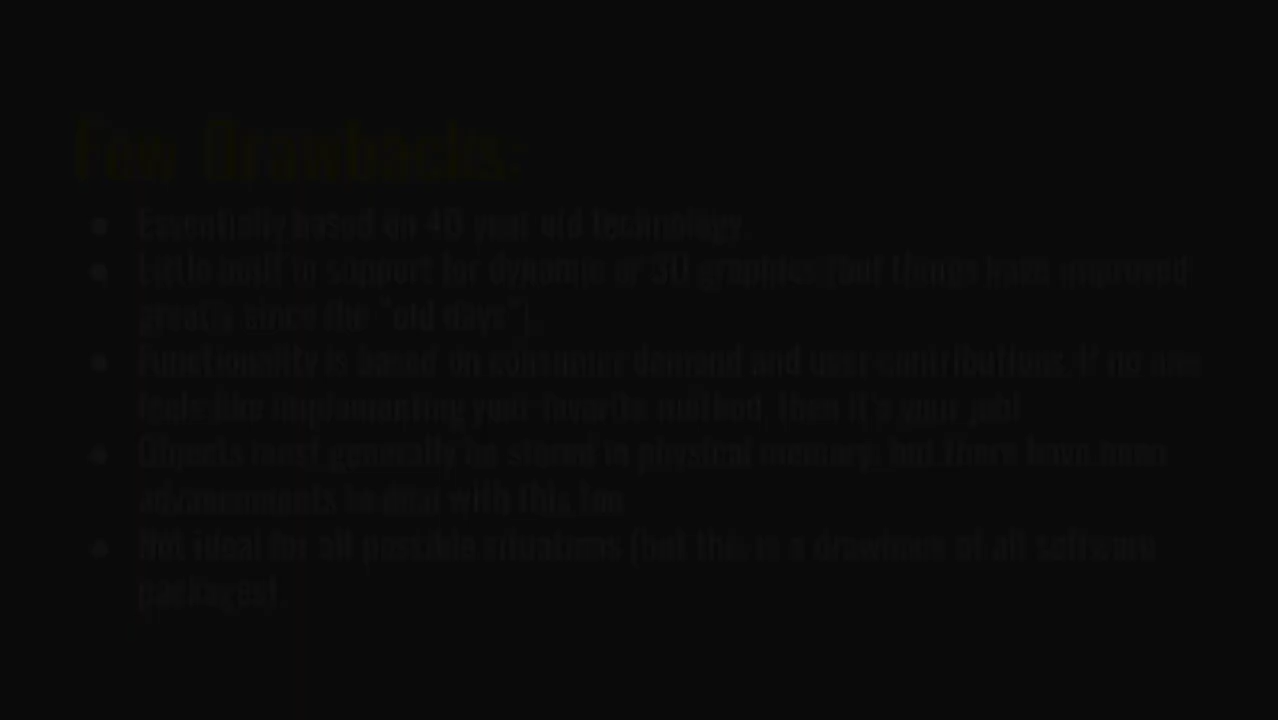 Few Drawbacks:
● Essentially based on 40 year old technology.
● Little built in support for dynamic or 3D graphics (but things have improved
greatly since the "old days").
● Functionality is based on consumer demand and user contributions. If no one
feels like implementing your favorite method, then it's your job!
● Objects must generally be stored in physical memory, but there have been
advancements to deal with this too
● Not ideal for all possible situations (but this is a drawback of all software
packages).